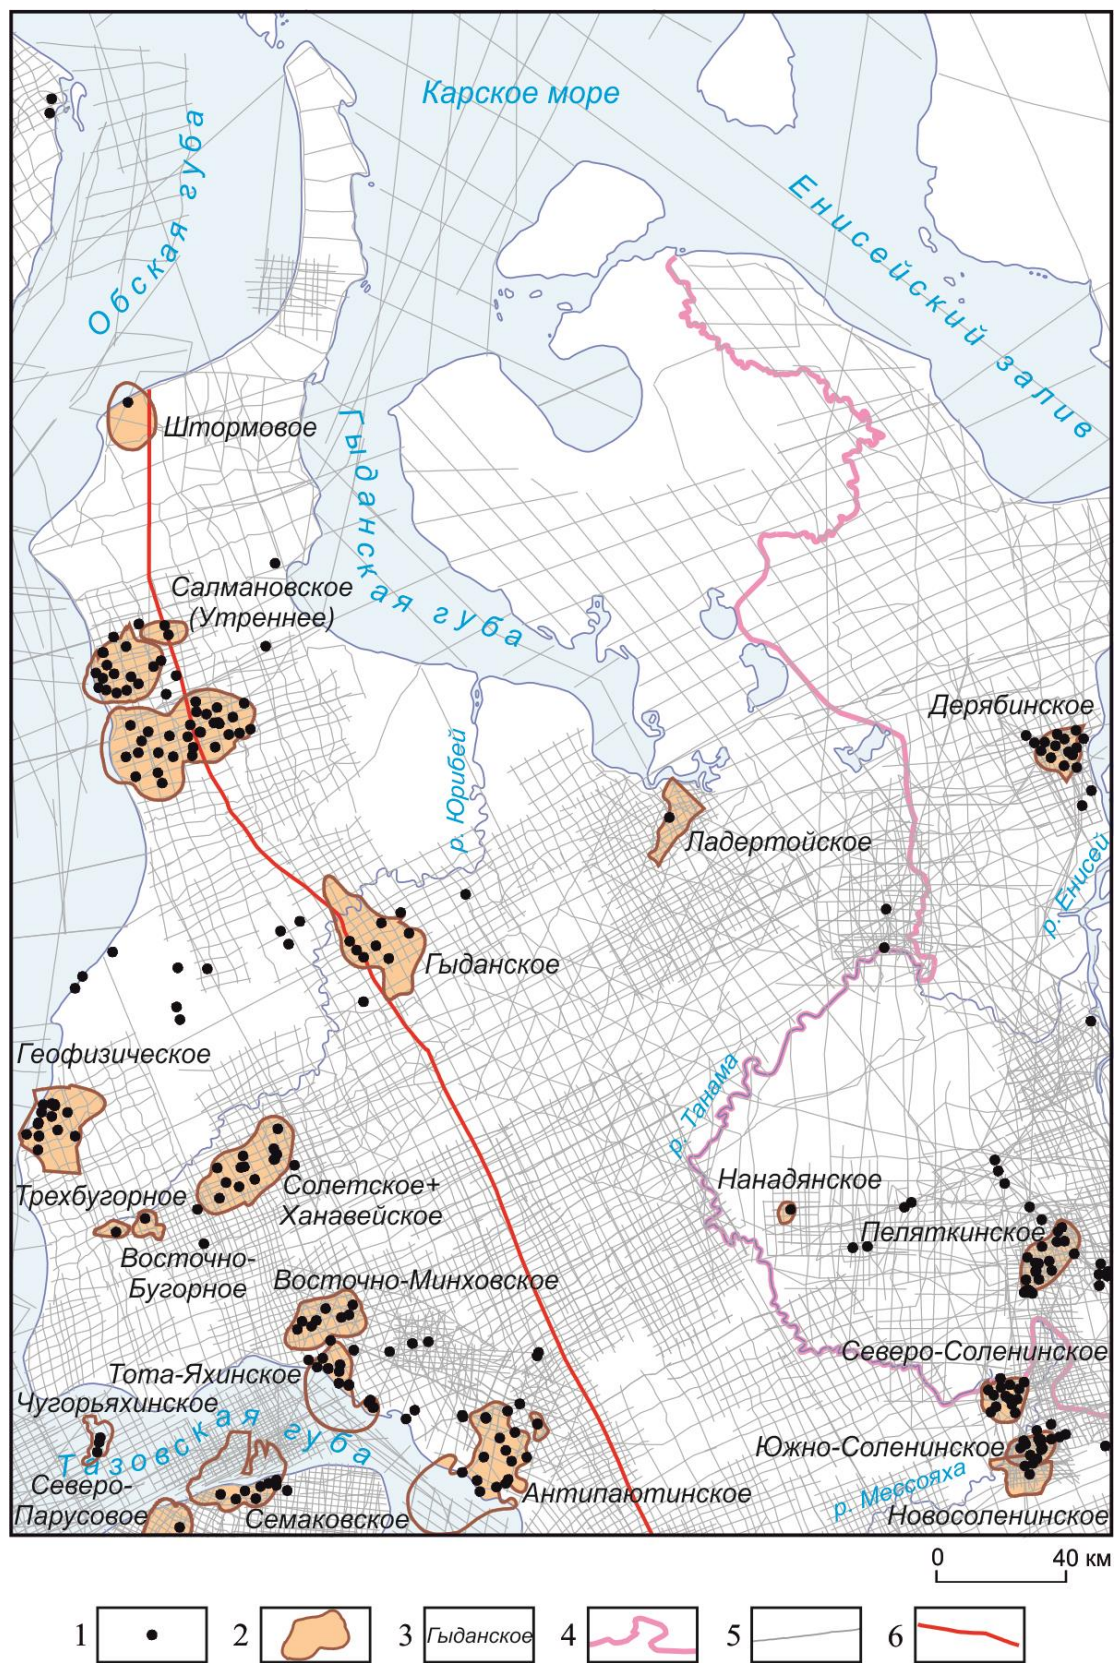 Карское море
Обская губа
Енисейский залив
Штормовое
Гыданская губа
Салмановское
(Утреннее)
Дерябинское
р. Юрибей
Ладертойское
р. Енисей
Гыданское
Геофизическое
р. Танама
Нанадянское
Трехбугорное
Солетское+
Ханавейское
Пеляткинское
Восточно-
Бугорное
Восточно-Минховское
Северо-Соленинское
Тота-Яхинское
Чугорьяхинское
Тазовская губа
Южно-Соленинское
Северо-
Парусовое
Семаковское
Антипаютинское
р. Мессояха
Новосоленинское
0 40 км
1 2 3 Гыданское 4 5 6